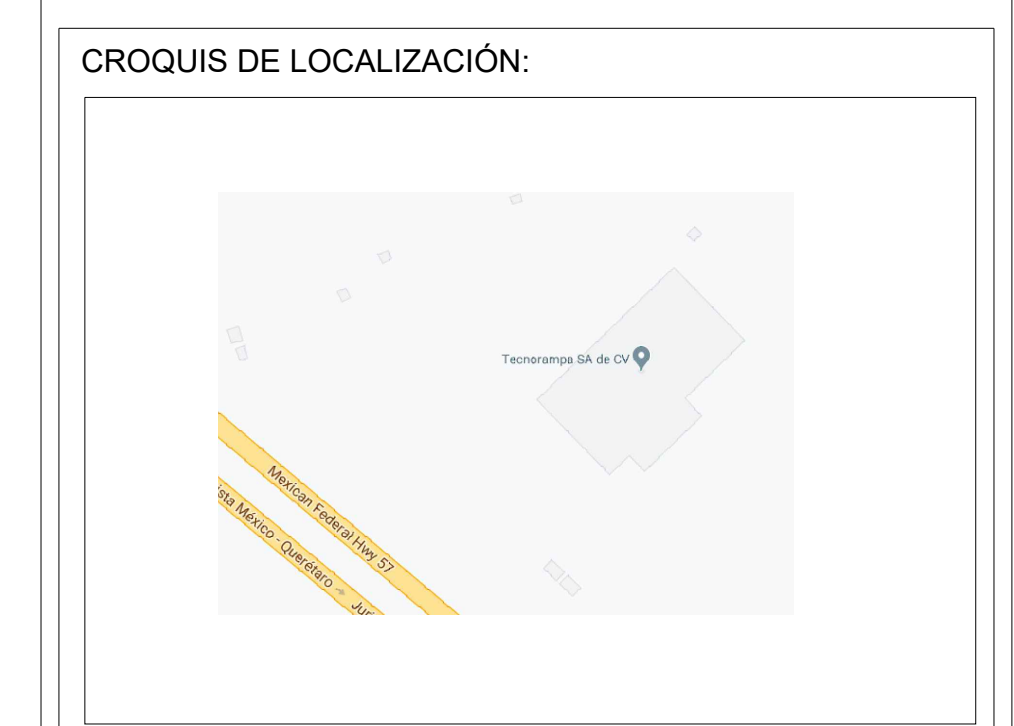 CROQUIS DE LOCALIZACIÓN:
Tecnorampa SA de CV
Mexican Federal Hwy 57
ista México - Querétaro